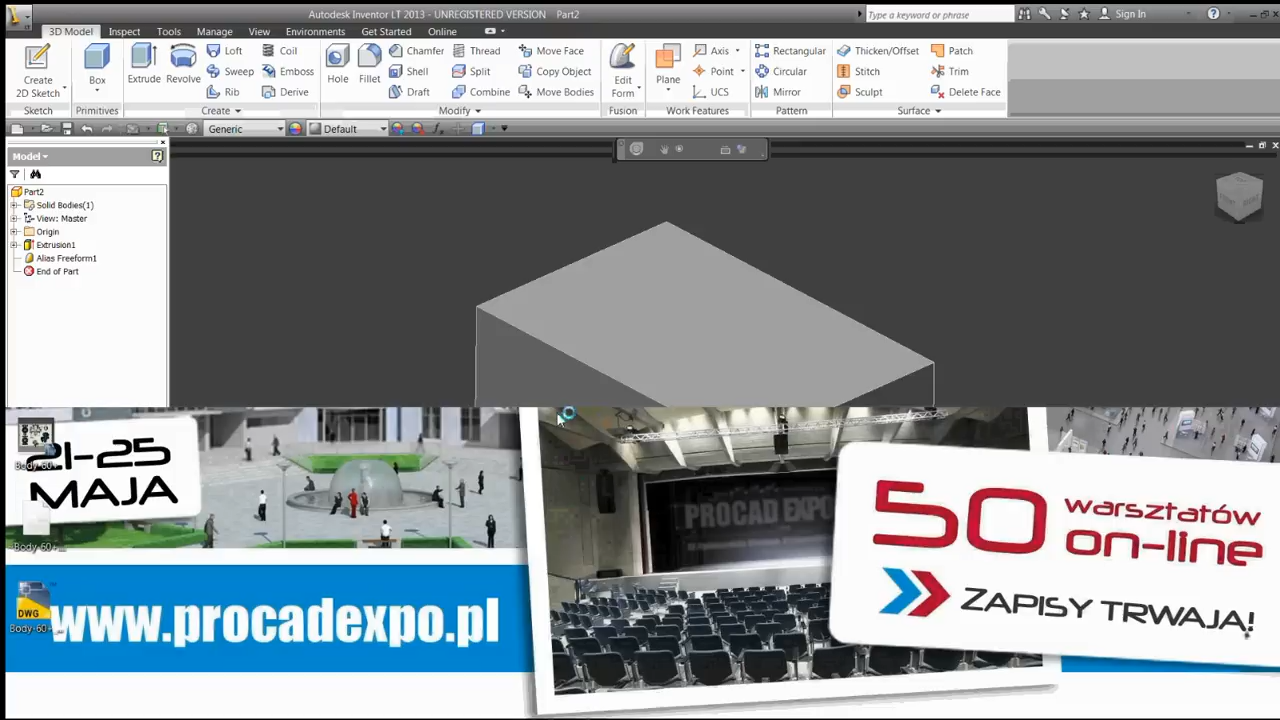 Autodesk Inventor LT 2013 - UNREGISTERED VERSION Part2
Type a keyword or phrase
Sign In
3D Model Inspect Tools Manage View Environments Get Started Online
Create
2D Sketch
Box
Extrude
Revolve
Loft
Sweep
Rib
Coil
Emboss
Derive
Hole
Fillet
Chamfer
Shell
Draft
Thread
Split
Combine
Move Face
Copy Object
Move Bodies
Edit
Form
Plane
Axis
Point
UCS
Rectangular
Circular
Mirror
Thicken/Offset
Stitch
Sculpt
Patch
Trim
Delete Face
Sketch Primitives Create Modify Fusion Work Features Pattern Surface
Generic
Default
Model
Part2
Solid Bodies(1)
View: Master
Origin
Extrusion1
Alias Freeform1
End of Part
21-25
MAJA
PROCAD EXPO
50 warsztatów
on-line
ZAPISY TRWAJĄ!
www.procadexpo.pl
DWG